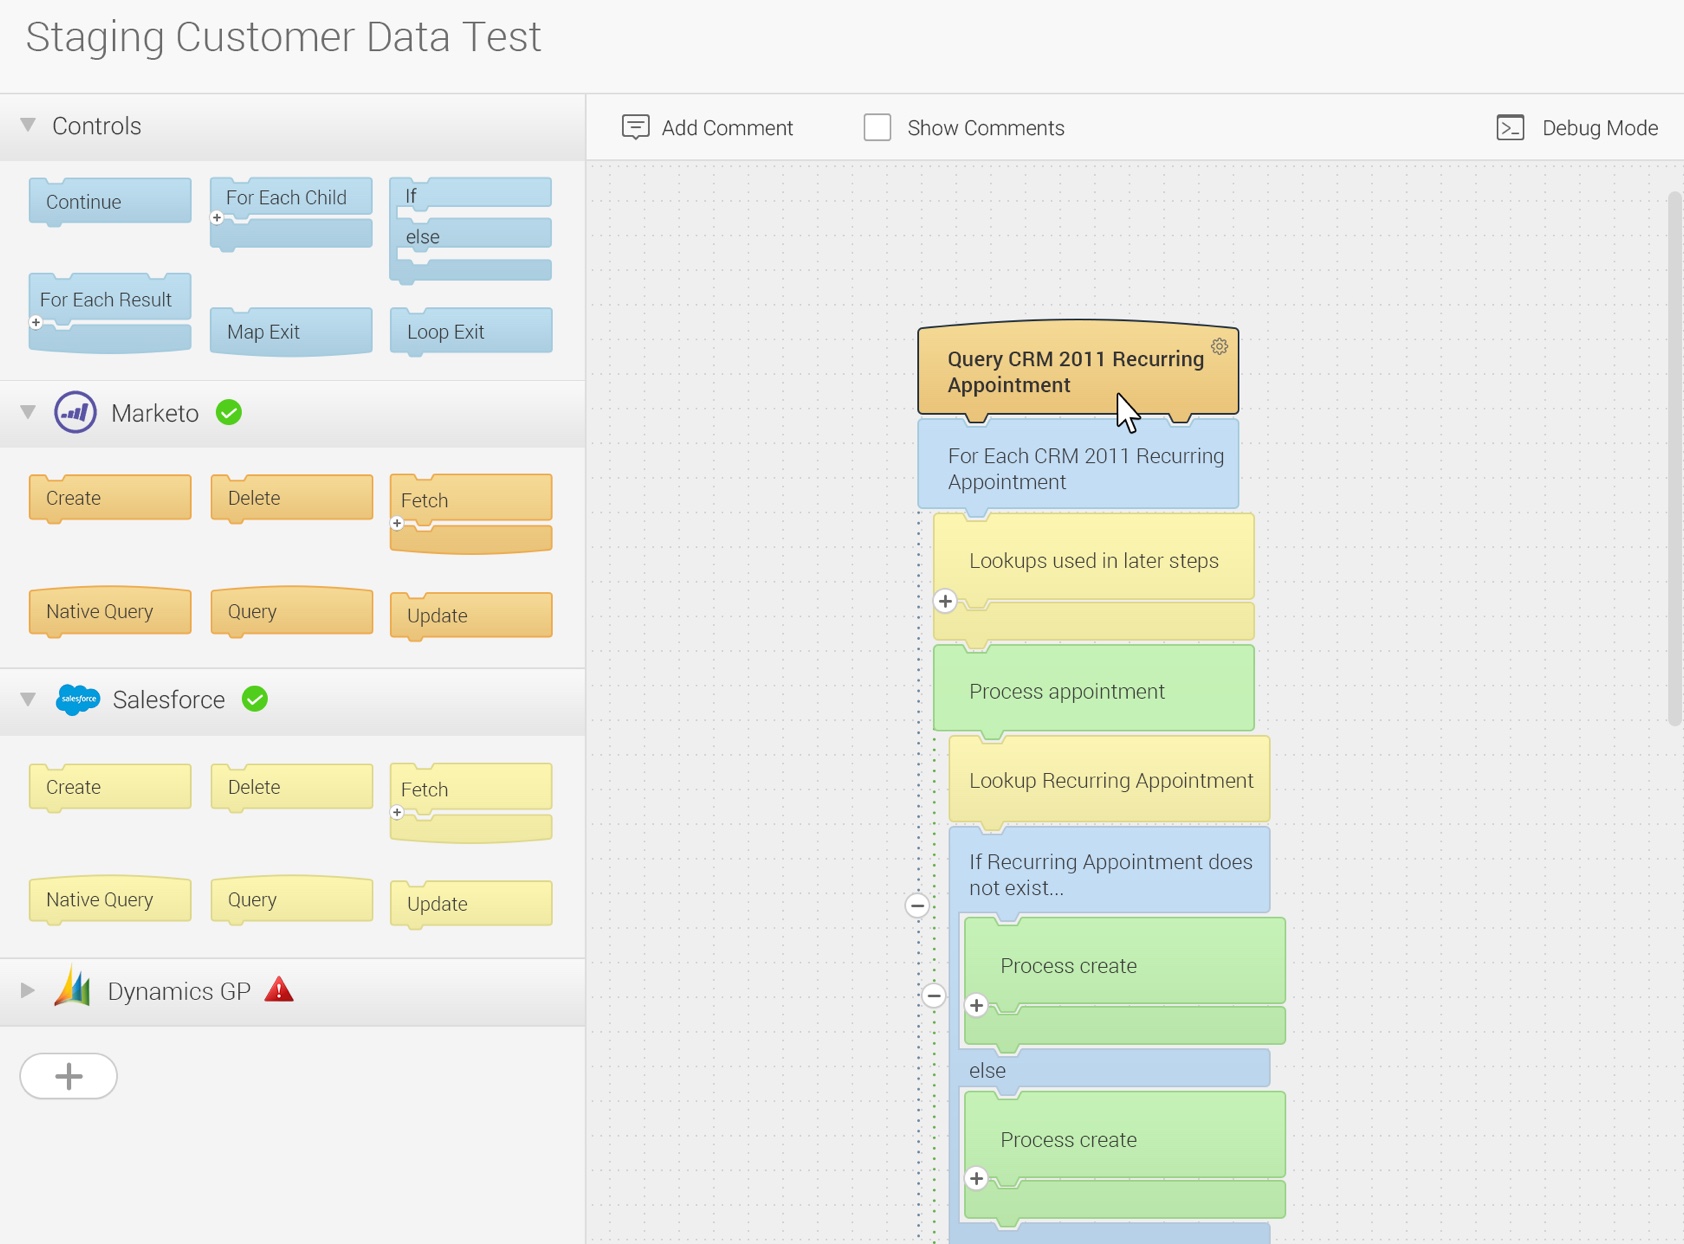 Staging Customer Data Test
Controls
Add Comment
Show Comments
Debug Mode
Continue
For Each Child
If
else
For Each Result
Map Exit
Loop Exit
Marketo
Create
Delete
Fetch
Native Query
Query
Update
salesforce
Salesforce
Create
Delete
Fetch
Native Query
Query
Update
Dynamics GP
Query CRM 2011 Recurring
Appointment
For Each CRM 2011 Recurring
Appointment
Lookups used in later steps
Process appointment
Lookup Recurring Appointment
If Recurring Appointment does
not exist...
Process create
else
Process create